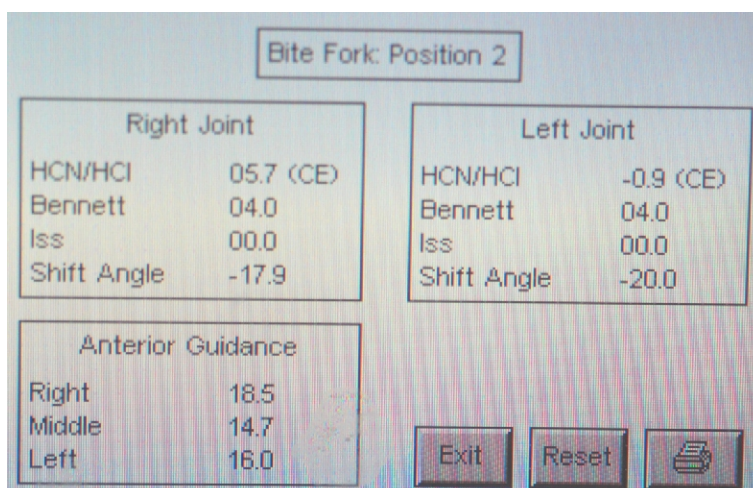 Bite Fork: Position 2
Right Joint
HCN/HCI 05.7 (CE)
Bennett 04.0
Iss 00.0
Shift Angle -17.9
Left Joint
HCN/HCI -0.9 (CE)
Bennett 04.0
Iss 00.0
Shift Angle -20.0
Anterior Guidance
Right 18.5
Middle 14.7
Left 16.0
Exit Reset